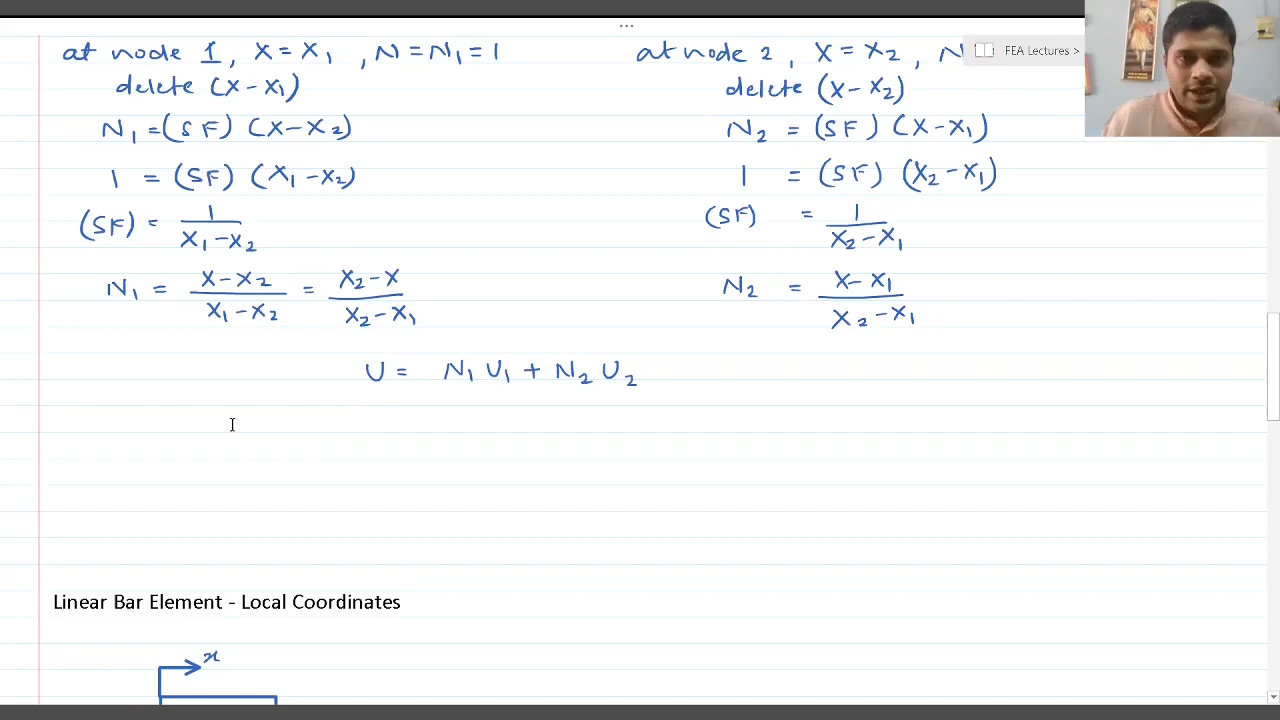 at node 1, X = X₁, N = N₁ = 1
delete (X - X₁)
N₁ = (SF) (X - X₂)
1 = (SF) (X₁ - X₂)
(SF) = 1 / X₁ - X₂
N₁ = X - X₂ / X₁ - X₂ = X₂ - X / X₂ - X₁
at node 2, X = X₂, N
delete (X - X₂)
N₂ = (SF) (X - X₁)
1 = (SF) (X₂ - X₁)
(SF) = 1 / X₂ - X₁
N₂ = X - X₁ / X₂ - X₁
FEA Lectures >
U = N₁ U₁ + N₂ U₂
Linear Bar Element - Local Coordinates
x